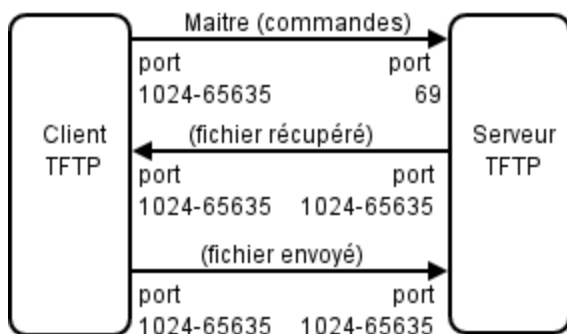 Maitre (commandes)
port port
1024-65635 69
Client
TFTP
(fichier récupéré)
Serveur
TFTP
port port
1024-65635 1024-65635
(fichier envoyé)
port port
1024-65635 1024-65635